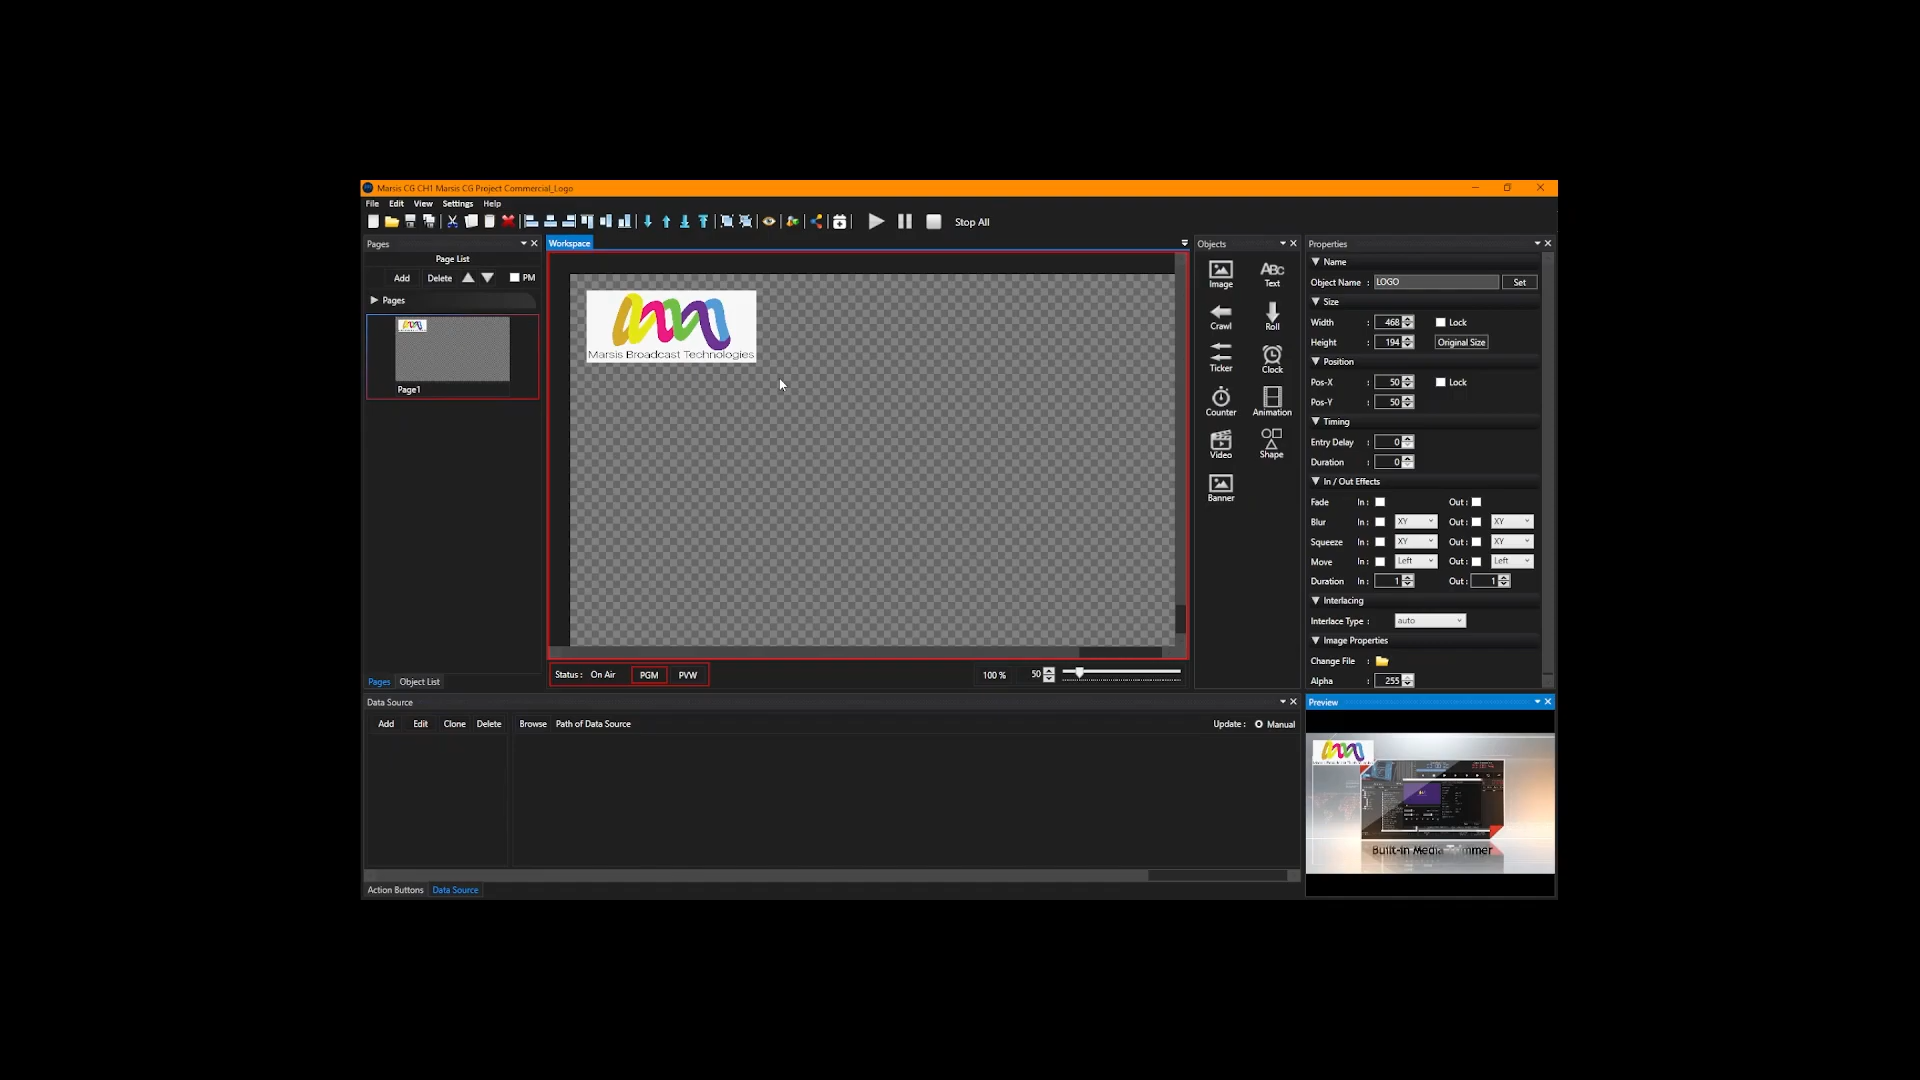 Marsis CG CH1 Marsis CG Project Commercial_Logo
File Edit View Settings Help
Stop All
Pages
Page List
Add Delete PM
Pages
Page1
Pages Object List
Workspace
Marsis Broadcast Technologies
Status : On Air PGM PVW
100 % 50
Objects
Image Text
ABC
Crawl Roll
Ticker Clock
Counter Animation
Video Shape
Banner
Properties
Name
Object Name : LOGO Set
Size
Width : 468 Lock
Height : 194 Original Size
Position
Pos-X : 50 Lock
Pos-Y : 50
Timing
Entry Delay : 0
Duration : 0
In / Out Effects
Fade In : Out :
Blur In : XY Out : XY
Squeeze In : XY Out : XY
Move In : Left Out : Left
Duration In : 1 Out : 1
Interlacing
Interlace Type : auto
Image Properties
Change File :
Alpha : 255
Data Source
Add Edit Clone Delete Browse Path of Data Source Update : Manual
Action Buttons Data Source
Preview
Built-in Media Trimmer